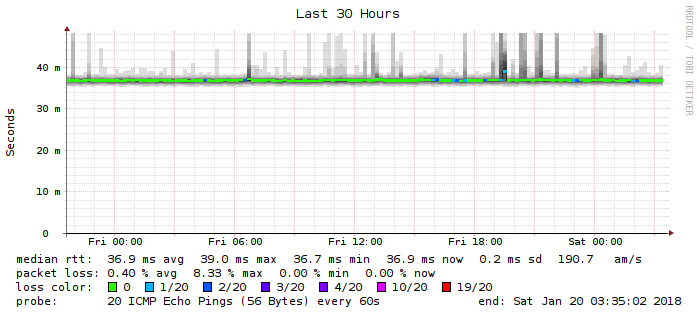 Last 30 Hours
RRDTOOL / TOBI OETIKER
Seconds
40 m
30 m
20 m
10 m
0
Fri 00:00 Fri 06:00 Fri 12:00 Fri 18:00 Sat 00:00
median rtt: 36.9 ms avg 39.0 ms max 36.7 ms min 36.9 ms now 0.2 ms sd 190.7 am/s
packet loss: 0.40 % avg 8.33 % max 0.00 % min 0.00 % now
loss color: 0 1/20 2/20 3/20 4/20 10/20 19/20
probe: 20 ICMP Echo Pings (56 Bytes) every 60s end: Sat Jan 20 03:35:02 2018